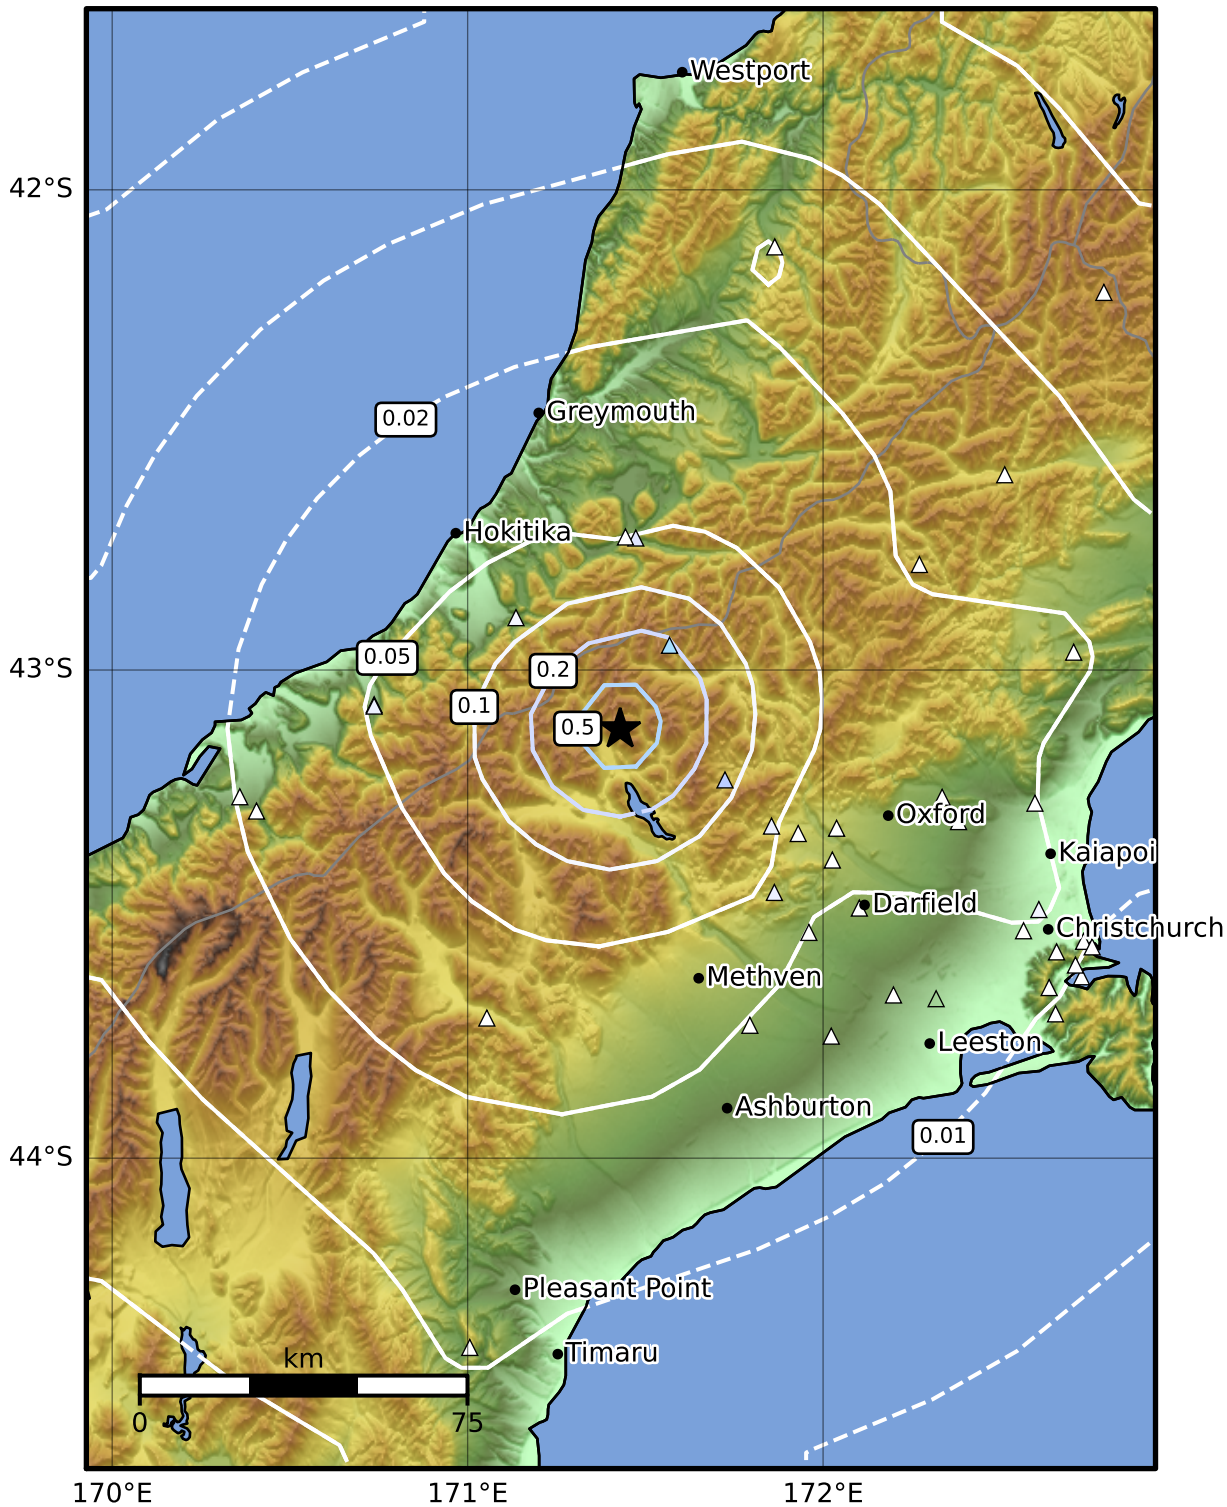 Westport
42°S
0.02
Greymouth
Hokitika
0.05
43°S
0.2
0.1
0.5
Oxford
Kaiapoi
Darfield
Christchurch
Methven
Leeston
Ashburton
0.01
44°S
Pleasant Point
Timaru
km
0 75
170°E 171°E 172°E